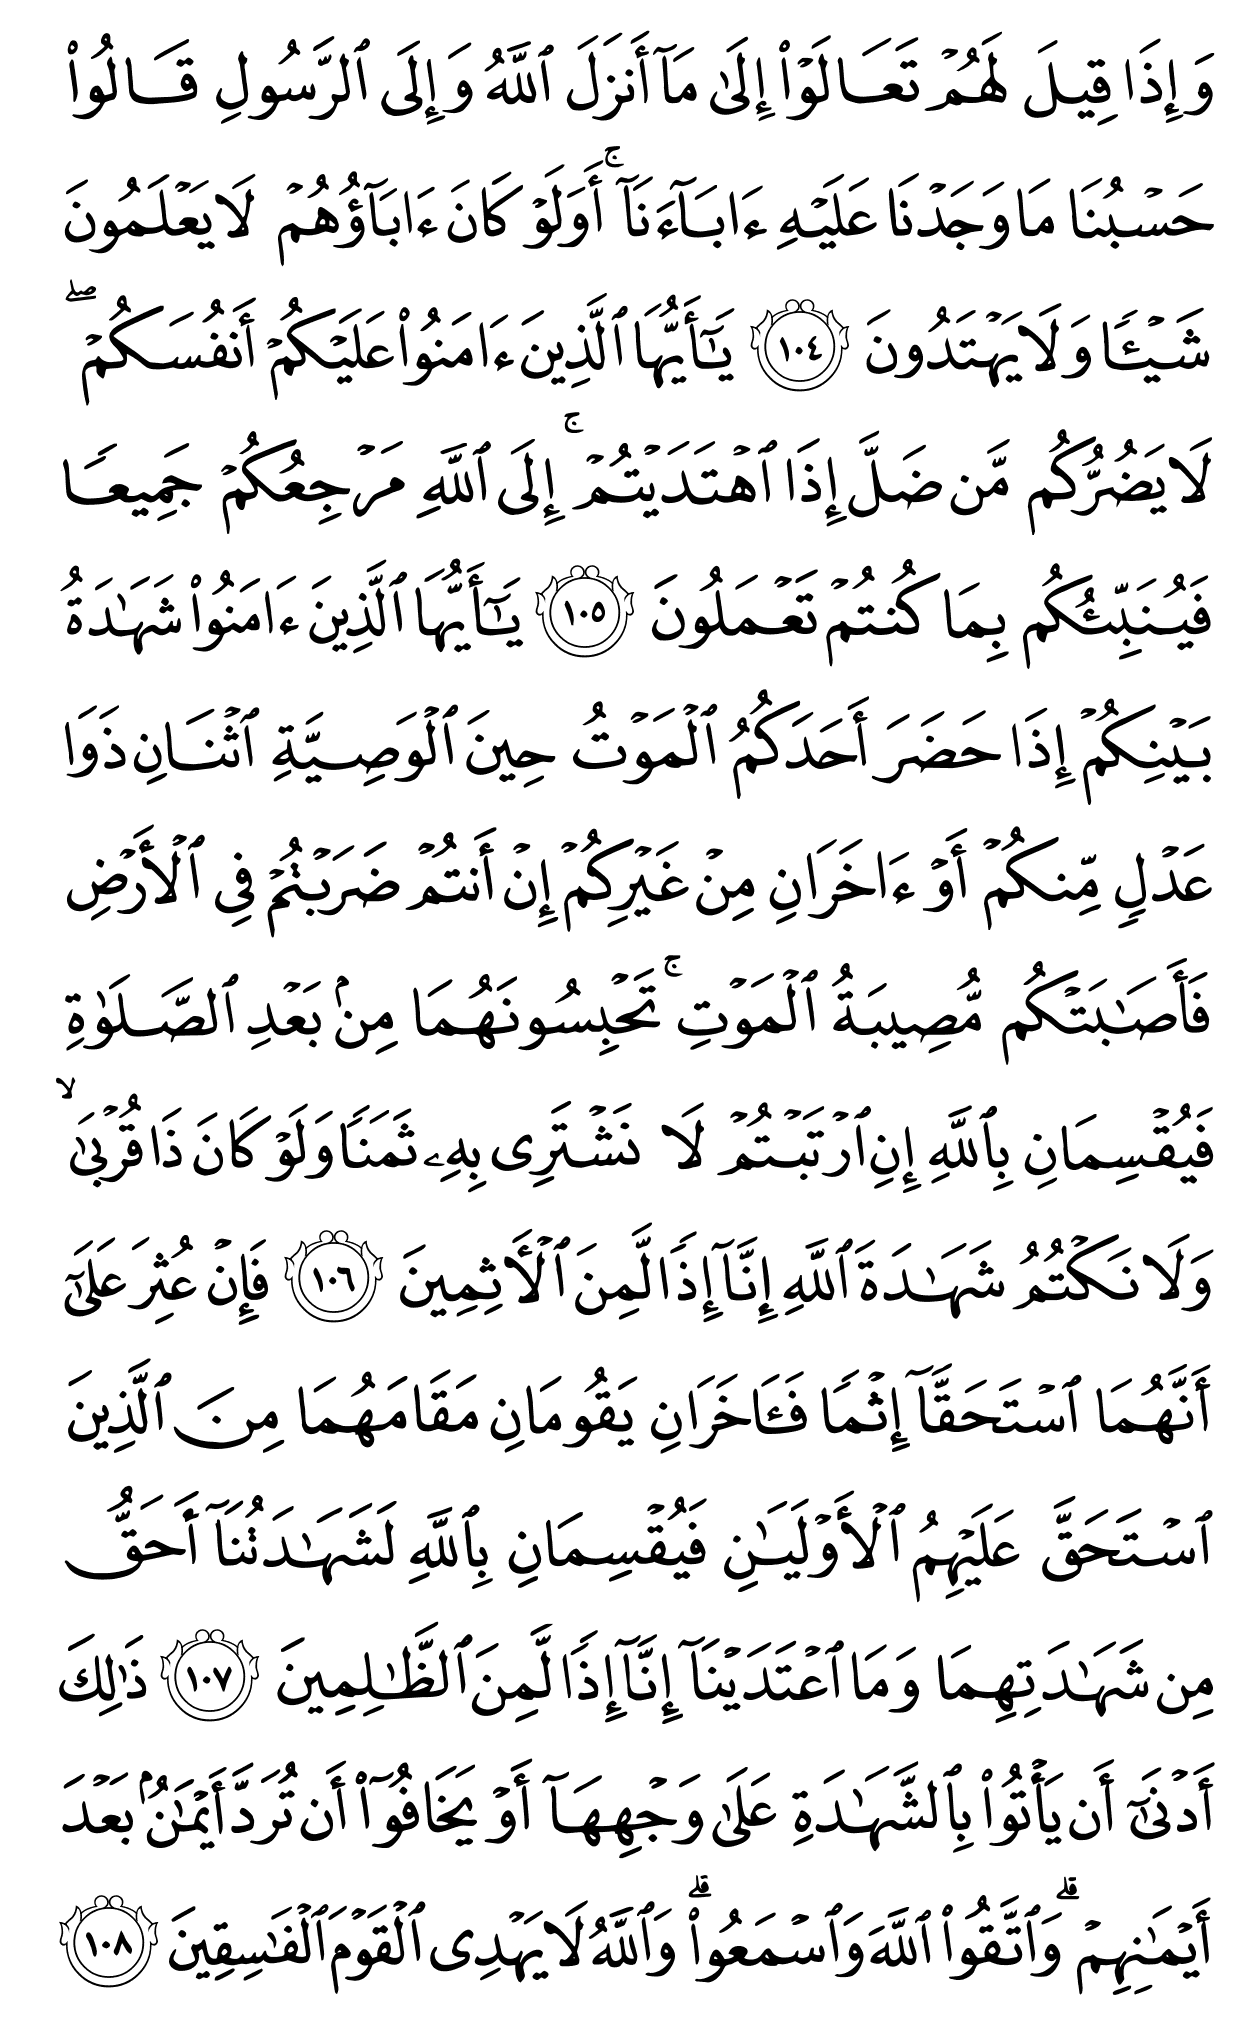 وَإِذَا قِيلَ لَهُمْ تَعَالَوْا۟ إِلَىٰ مَآ أَنزَلَ ٱللَّهُ وَإِلَى ٱلرَّسُولِ قَالُوا۟
حَسْبُنَا مَا وَجَدْنَا عَلَيْهِ ءَابَآءَنَآ ۚ أَوَلَوْ كَانَ ءَابَآؤُهُمْ لَا يَعْلَمُونَ
شَيْـًٔا وَلَا يَهْتَدُونَ ١٠٤ يَـٰٓأَيُّهَا ٱلَّذِينَ ءَامَنُوا۟ عَلَيْكُمْ أَنفُسَكُمْ ۖ
لَا يَضُرُّكُم مَّن ضَلَّ إِذَا ٱهْتَدَيْتُمْ ۚ إِلَى ٱللَّهِ مَرْجِعُكُمْ جَمِيعًا
فَيُنَبِّئُكُم بِمَا كُنتُمْ تَعْمَلُونَ ١٠٥ يَـٰٓأَيُّهَا ٱلَّذِينَ ءَامَنُوا۟ شَهَـٰدَةُ
بَيْنِكُمْ إِذَا حَضَرَ أَحَدَكُمُ ٱلْمَوْتُ حِينَ ٱلْوَصِيَّةِ ٱثْنَانِ ذَوَا
عَدْلٍ مِّنكُمْ أَوْ ءَاخَرَانِ مِنْ غَيْرِكُمْ إِنْ أَنتُمْ ضَرَبْتُمْ فِى ٱلْأَرْضِ
فَأَصَـٰبَتْكُم مُّصِيبَةُ ٱلْمَوْتِ ۚ تَحْبِسُونَهُمَا مِنۢ بَعْدِ ٱلصَّلَوٰةِ
فَيُقْسِمَانِ بِٱللَّهِ إِنِ ٱرْتَبْتُمْ لَا نَشْتَرِى بِهِۦ ثَمَنًا وَلَوْ كَانَ ذَا قُرْبَىٰ ۙ
وَلَا نَكْتُمُ شَهَـٰدَةَ ٱللَّهِ إِنَّآ إِذًا لَّمِنَ ٱلْـَٔاثِمِينَ ١٠٦ فَإِنْ عُثِرَ عَلَىٰٓ
أَنَّهُمَا ٱسْتَحَقَّآ إِثْمًا فَـَٔاخَرَانِ يَقُومَانِ مَقَامَهُمَا مِنَ ٱلَّذِينَ
ٱسْتَحَقَّ عَلَيْهِمُ ٱلْأَوْلَيَـٰنِ فَيُقْسِمَانِ بِٱللَّهِ لَشَهَـٰدَتُنَآ أَحَقُّ
مِن شَهَـٰدَتِهِمَا وَمَا ٱعْتَدَيْنَآ إِنَّآ إِذًا لَّمِنَ ٱلظَّـٰلِمِينَ ١٠٧ ذَٰلِكَ
أَدْنَىٰٓ أَن يَأْتُوا۟ بِٱلشَّهَـٰدَةِ عَلَىٰ وَجْهِهَآ أَوْ يَخَافُوٓا۟ أَن تُرَدَّ أَيْمَـٰنٌۢ بَعْدَ
أَيْمَـٰنِهِمْ ۗ وَٱتَّقُوا۟ ٱللَّهَ وَٱسْمَعُوا۟ ۗ وَٱللَّهُ لَا يَهْدِى ٱلْقَوْمَ ٱلْفَـٰسِقِينَ ١٠٨